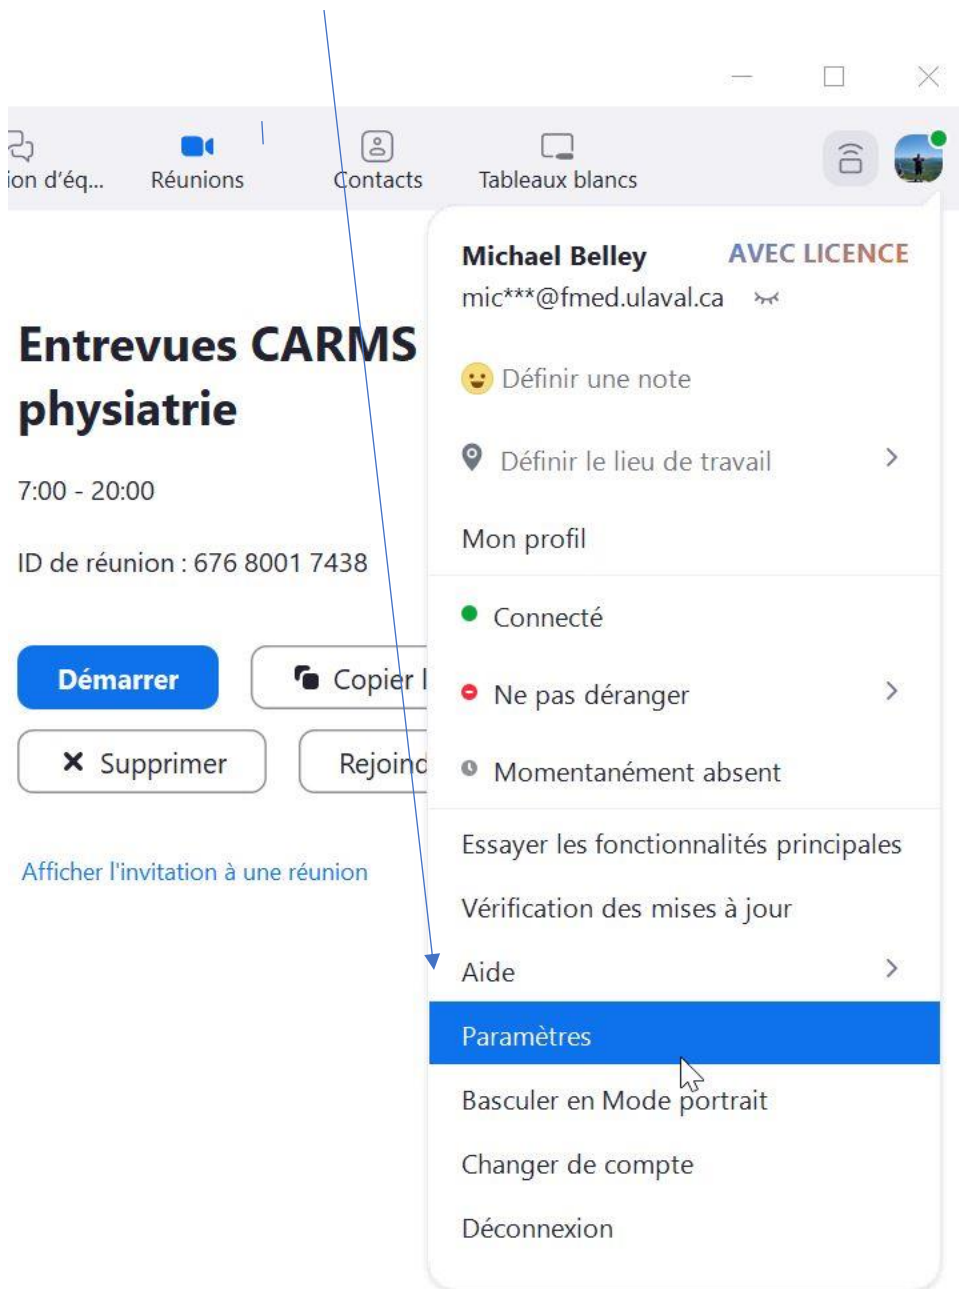 ion d'éq...
Réunions
Contacts
Tableaux blancs
Michael Belley
AVEC LICENCE
mic***@fmed.ulaval.ca
Entrevues CARMS
physiatrie
7:00 - 20:00
ID de réunion : 676 8001 7438
Démarrer
Copier l
Supprimer
Rejoind
Afficher l'invitation à une réunion
Définir une note
Définir le lieu de travail
Mon profil
Connecté
Ne pas déranger
Momentanément absent
Essayer les fonctionnalités principales
Vérification des mises à jour
Aide
Paramètres
Basculer en Mode portrait
Changer de compte
Déconnexion